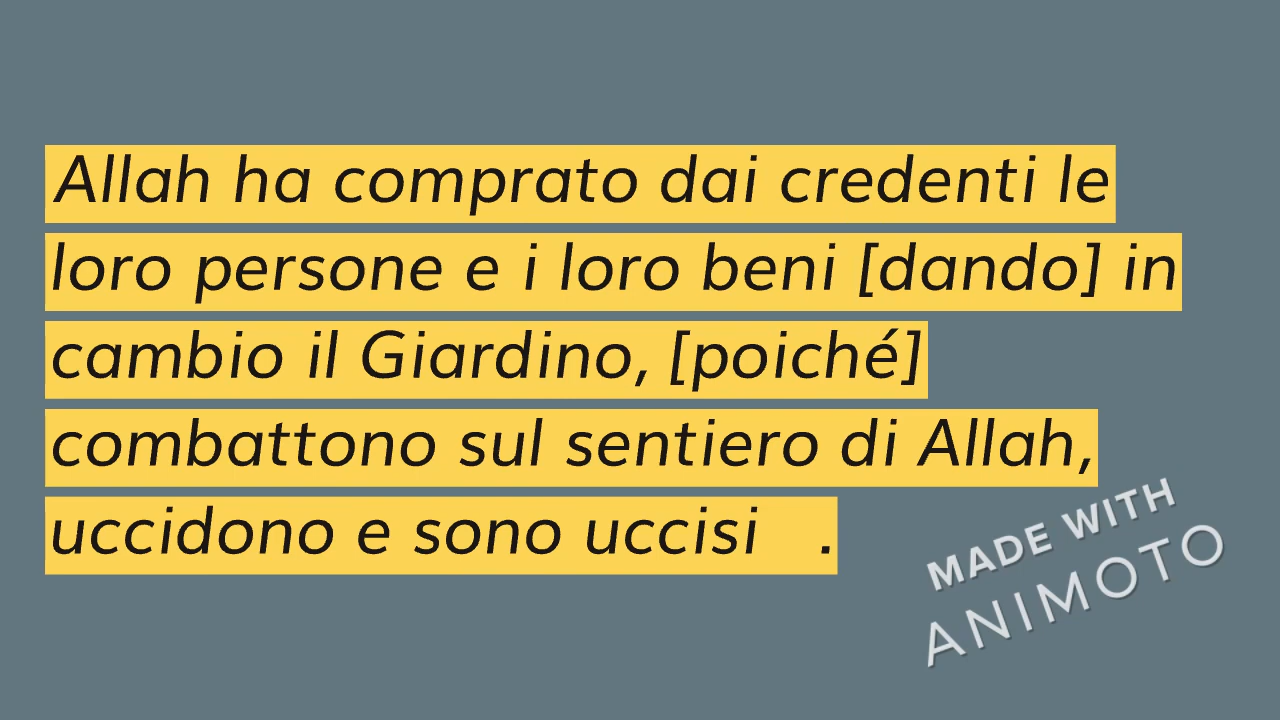 Allah ha comprato dai credenti le
loro persone e i loro beni [dando] in
cambio il Giardino, [poiché]
combattono sul sentiero di Allah,
uccidono e sono uccisi .
MADE WITH
ANIMOTO